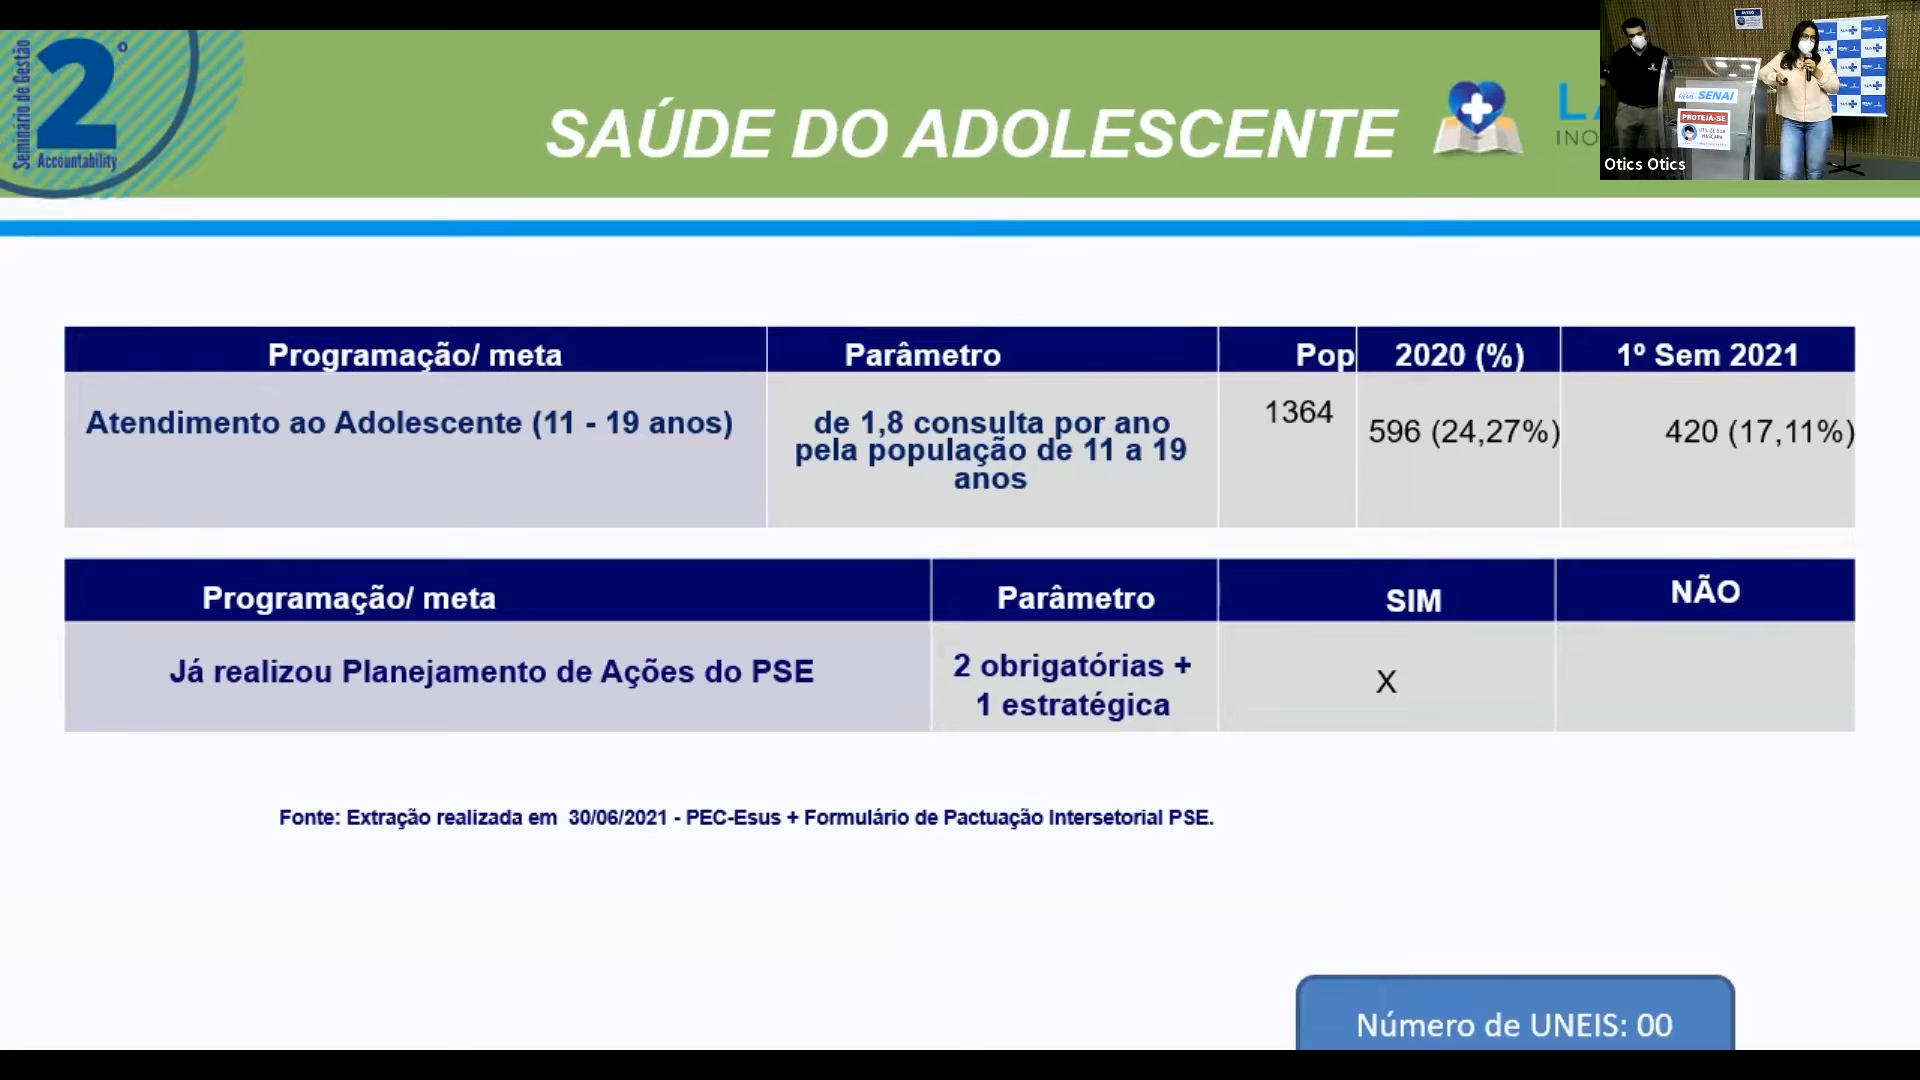 Seminário de Gestão
2º
Accountability
SAÚDE DO ADOLESCENTE
INO
AVISO
SENAI
PROTEJA-SE
UTILIZE SUA
MÁSCARA
Otics Otics
Programação/ meta
Parâmetro
Pop
2020 (%)
1º Sem 2021
Atendimento ao Adolescente (11 - 19 anos)
de 1,8 consulta por ano
pela população de 11 a 19
anos
1364
596 (24,27%)
420 (17,11%)
Programação/ meta
Parâmetro
SIM
NÃO
Já realizou Planejamento de Ações do PSE
2 obrigatórias +
1 estratégica
X
Fonte: Extração realizada em  30/06/2021 - PEC-Esus + Formulário de Pactuação Intersetorial PSE.
Número de UNEIS: 00